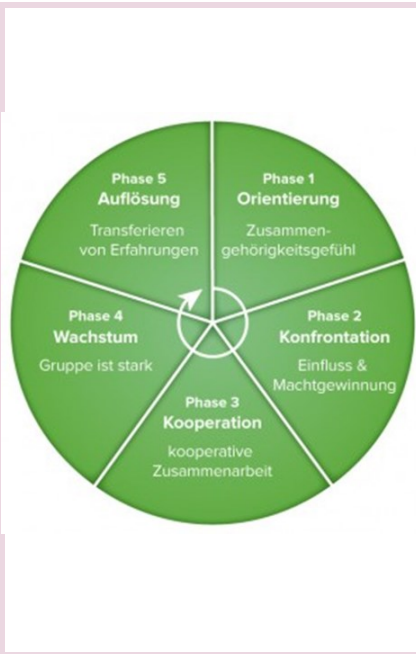 Phase 1
Orientierung
Zusammen-
gehörigkeitsgefühl
Phase 2
Konfrontation
Einfluss &
Machtgewinnung
Phase 3
Kooperation
kooperative
Zusammenarbeit
Phase 4
Wachstum
Gruppe ist stark
Phase 5
Auflösung
Transferieren
von Erfahrungen